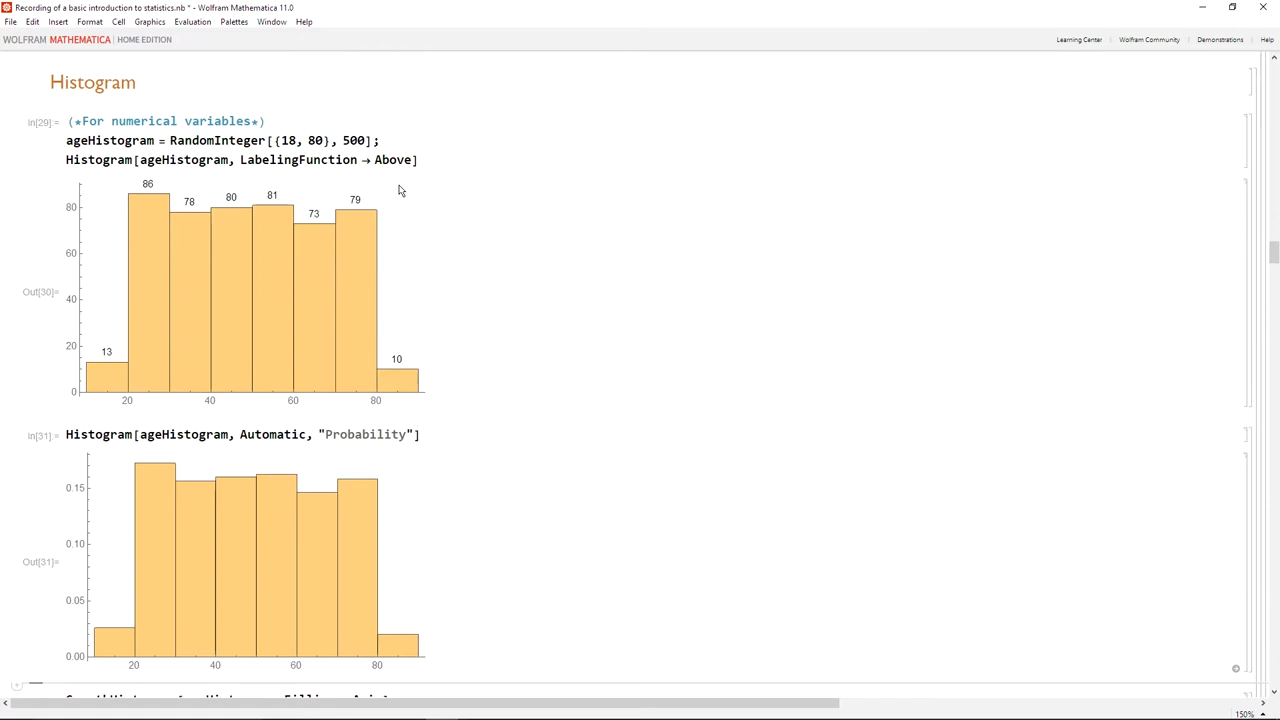 Recording of a basic introduction to statistics.nb * - Wolfram Mathematica 11.0
File Edit Insert Format Cell Graphics Evaluation Palettes Window Help
WOLFRAM MATHEMATICA | HOME EDITION
Learning Center | Wolfram Community | Demonstrations | Help
Histogram
In[29]:= (*For numerical variables*)
ageHistogram = RandomInteger[{18, 80}, 500];
Histogram[ageHistogram, LabelingFunction → Above]
86
78
80
81
73
79
13
10
80
60
40
20
0
Out[30]=
20 40 60 80
In[31]:= Histogram[ageHistogram, Automatic, "Probability"]
0.15
0.10
0.05
0.00
Out[31]=
20 40 60 80
150%